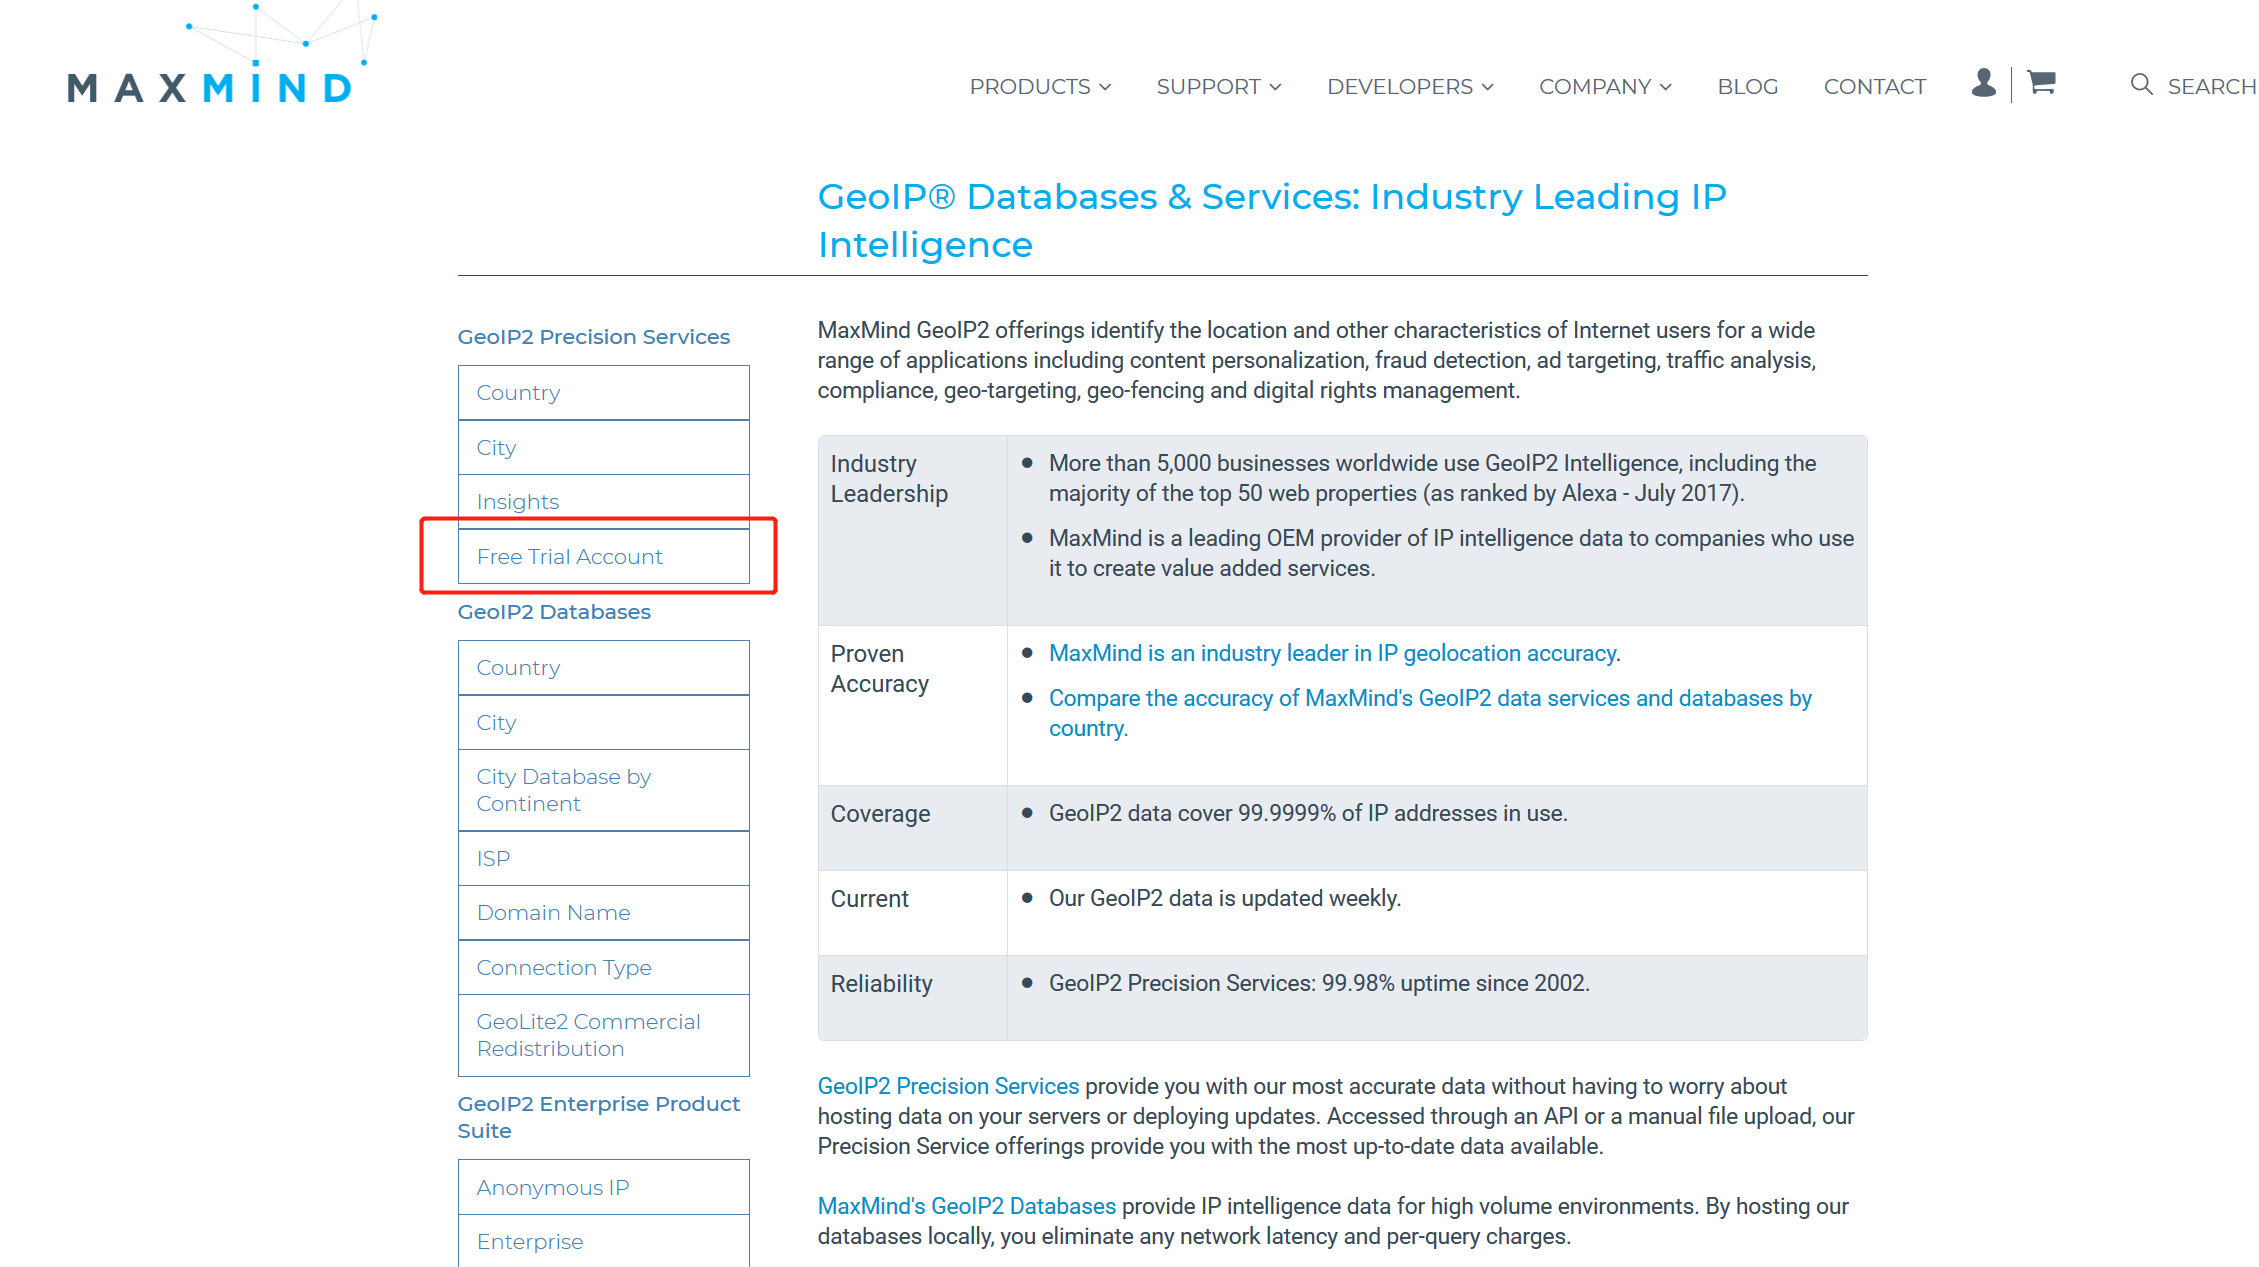 MAXMIND
PRODUCTS SUPPORT DEVELOPERS COMPANY BLOG CONTACT SEARCH
GeoIP® Databases & Services: Industry Leading IP
Intelligence
GeoIP2 Precision Services
Country
City
Insights
Free Trial Account
GeoIP2 Databases
Country
City
City Database by
Continent
ISP
Domain Name
Connection Type
GeoLite2 Commercial
Redistribution
GeoIP2 Enterprise Product
Suite
Anonymous IP
Enterprise
MaxMind GeoIP2 offerings identify the location and other characteristics of Internet users for a wide
range of applications including content personalization, fraud detection, ad targeting, traffic analysis,
compliance, geo-targeting, geo-fencing and digital rights management.
Industry
Leadership
• More than 5,000 businesses worldwide use GeoIP2 Intelligence, including the
majority of the top 50 web properties (as ranked by Alexa - July 2017).
• MaxMind is a leading OEM provider of IP intelligence data to companies who use
it to create value added services.
Proven
Accuracy
• MaxMind is an industry leader in IP geolocation accuracy.
• Compare the accuracy of MaxMind's GeoIP2 data services and databases by
country.
Coverage
• GeoIP2 data cover 99.9999% of IP addresses in use.
Current
• Our GeoIP2 data is updated weekly.
Reliability
• GeoIP2 Precision Services: 99.98% uptime since 2002.
GeoIP2 Precision Services provide you with our most accurate data without having to worry about
hosting data on your servers or deploying updates. Accessed through an API or a manual file upload, our
Precision Service offerings provide you with the most up-to-date data available.
MaxMind's GeoIP2 Databases provide IP intelligence data for high volume environments. By hosting our
databases locally, you eliminate any network latency and per-query charges.